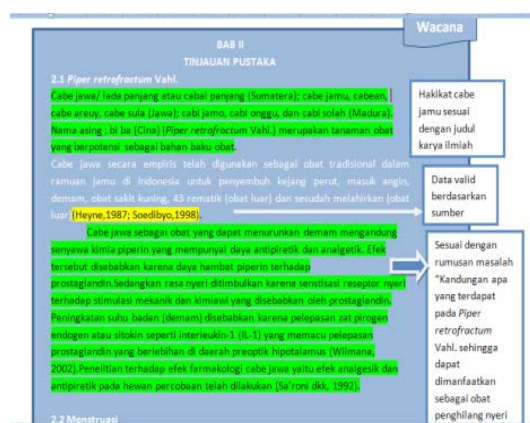 Wacana
BAB II
TINJAUAN PUSTAKA
2.1 Piper retrofractum Vahl.
Cabe jawa/ lada panjang atau cabai panjang (Sumatera); cabe jamu, cabean,
cabe areuy, cabe sula (Jawa); cabi jamo, cabi onggu, dan cabi solah (Madura).
Nama asing : bi ba (Cina) (Piper retrofractum Vahl.) merupakan tanaman obat
yang berpotensi sebagai bahan baku obat.
Cabe jawa secara empiris telah digunakan sebagai obat tradisional dalam
ramuan jamu di Indonesia untuk penyembuh kejang perut, masuk angin,
demam, obat sakit kuning, 43 rematik (obat luar) dan sesudah melahirkan (obat
luar) (Heyne,1987; Soedibyo,1998).
Cabe jawa sebagai obat yang dapat menurunkan demam mengandung
senyawa kimia piperin yang mempunyai daya antipiretik dan analgetik. Efek
tersebut disebabkan karena daya hambat piperin terhadap
prostaglandin.Sedangkan rasa nyeri ditimbulkan karena senstisasi reseptor nyeri
terhadap stimulasi mekanik dan kimiawi yang disebabkan oleh prostaglandin.
Peningkatan suhu badan (demam) disebabkan karena pelepasan zat pirogen
endogen atau sitokin seperti interleukin-1 (IL-1) yang memacu pelepasan
prostaglandin yang berlebihan di daerah preoptik hipotalamus (Wilmana,
2002).Penelitian terhadap efek farmakologi cabe jawa yaitu efek analgesik dan
antipiretik pada hewan percobaan telah dilakukan (Sa'roni dkk, 1992).
2.2 Menstruasi
Hakikat cabe
jamu sesuai
dengan judul
karya ilmiah
Data valid
berdasarkan
sumber
Sesuai dengan
rumusan masalah
“Kandungan apa
yang terdapat
pada Piper
retrofractum
Vahl. sehingga
dapat
dimanfaatkan
sebagai obat
penghilang nyeri